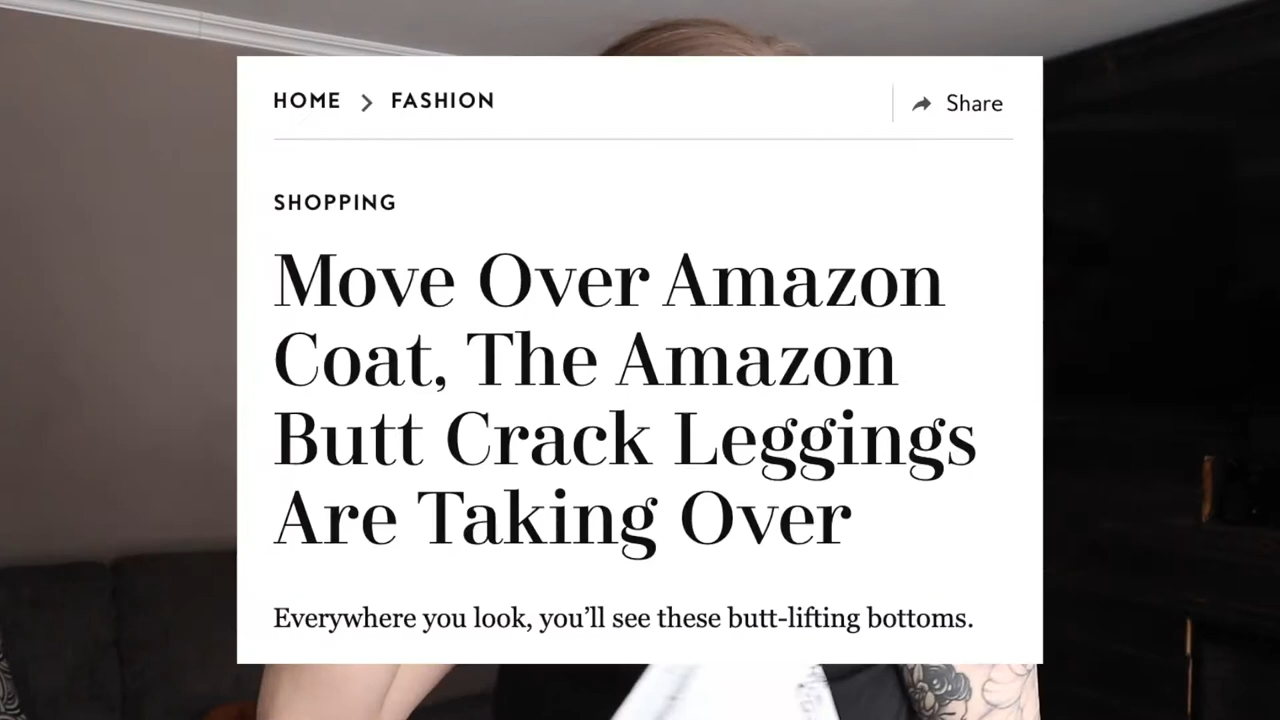 HOME > FASHION
Share
SHOPPING
Move Over Amazon
Coat, The Amazon
Butt Crack Leggings
Are Taking Over
Everywhere you look, you’ll see these butt-lifting bottoms.